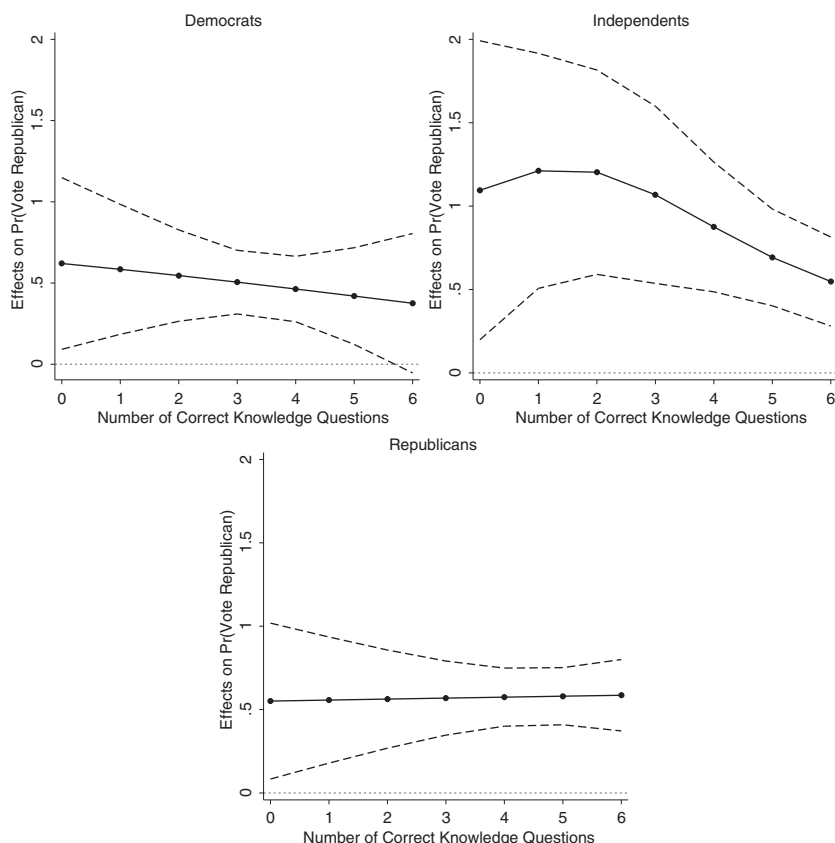 Democrats
Effects on Pr(Vote Republican)
2
1.5
1
.5
0
0 1 2 3 4 5 6
Number of Correct Knowledge Questions
Independents
Effects on Pr(Vote Republican)
2
1.5
1
.5
0
0 1 2 3 4 5 6
Number of Correct Knowledge Questions
Republicans
Effects on Pr(Vote Republican)
2
1.5
1
.5
0
0 1 2 3 4 5 6
Number of Correct Knowledge Questions